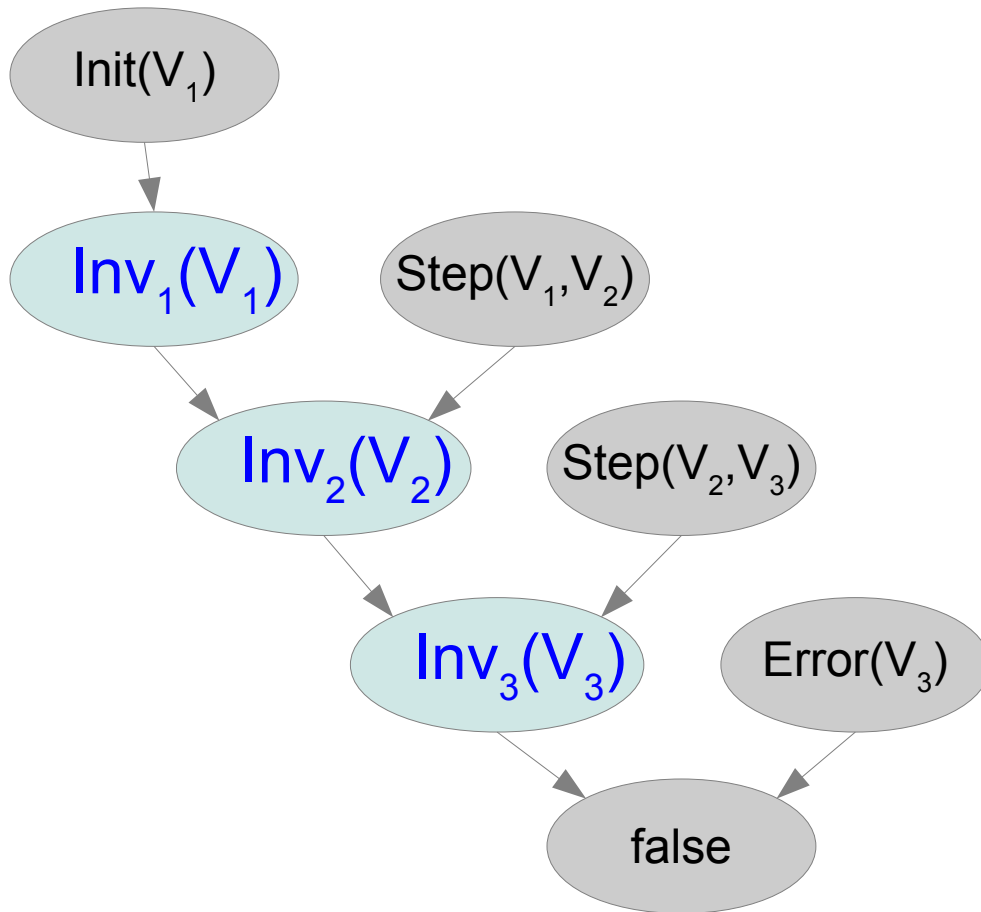 Init(V₁)
Inv₁(V₁)
Step(V₁,V₂)
Inv₂(V₂)
Step(V₂,V₃)
Inv₃(V₃)
Error(V₃)
false